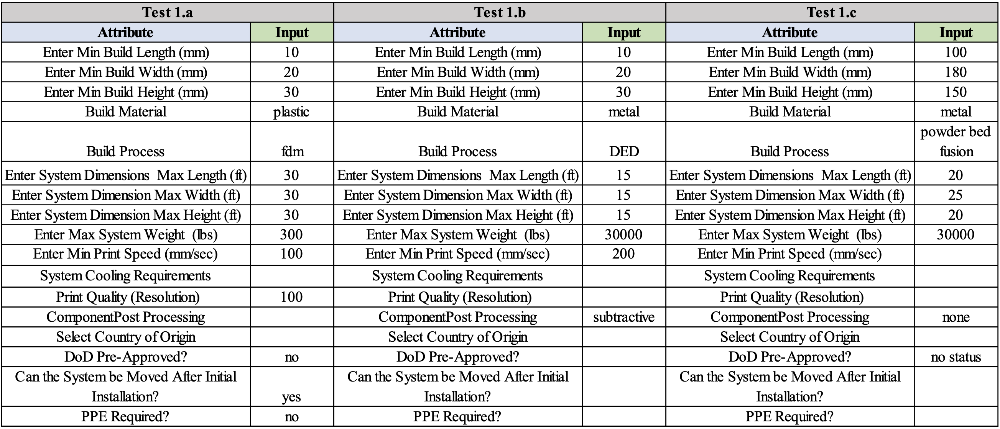 Test 1.a Test 1.b Test 1.c
Attribute Input Attribute Input Attribute Input
Enter Min Build Length (mm) 10 Enter Min Build Length (mm) 10 Enter Min Build Length (mm) 100
Enter Min Build Width (mm) 20 Enter Min Build Width (mm) 20 Enter Min Build Width (mm) 180
Enter Min Build Height (mm) 30 Enter Min Build Height (mm) 30 Enter Min Build Height (mm) 150
Build Material plastic Build Material metal Build Material metal
powder bed
Build Process fdm Build Process DED Build Process fusion
Enter System Dimensions  Max Length (ft) 30 Enter System Dimensions  Max Length (ft) 15 Enter System Dimensions  Max Length (ft) 20
Enter System Dimension Max Width (ft) 30 Enter System Dimension Max Width (ft) 15 Enter System Dimension Max Width (ft) 25
Enter System Dimension Max Height (ft) 30 Enter System Dimension Max Height (ft) 15 Enter System Dimension Max Height (ft) 20
Enter Max System Weight  (lbs) 300 Enter Max System Weight  (lbs) 30000 Enter Max System Weight  (lbs) 30000
Enter Min Print Speed (mm/sec) 100 Enter Min Print Speed (mm/sec) 200 Enter Min Print Speed (mm/sec)
System Cooling Requirements System Cooling Requirements System Cooling Requirements
Print Quality (Resolution) 100 Print Quality (Resolution) Print Quality (Resolution)
ComponentPost Processing ComponentPost Processing subtractive ComponentPost Processing none
Select Country of Origin Select Country of Origin Select Country of Origin
DoD Pre-Approved? no DoD Pre-Approved? DoD Pre-Approved? no status
Can the System be Moved After Initial Can the System be Moved After Initial Can the System be Moved After Initial
Installation? yes Installation? Installation?
PPE Required? no PPE Required? PPE Required?